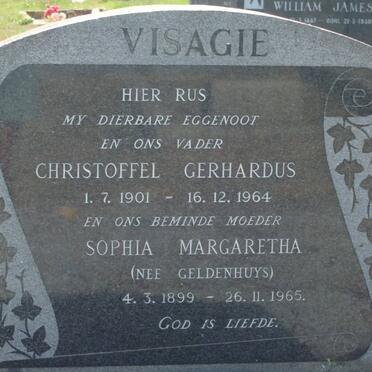 WILLIAM JAMES
VISAGIE
HIER RUS
MY DIERBARE EGGENOOT
EN ONS VADER
CHRISTOFFEL GERHARDUS
1. 7. 1901 - 16. 12. 1964
EN ONS BEMINDE MOEDER
SOPHIA MARGARETHA
(NEE GELDENHUYS)
4. 3. 1899 - 26. 11. 1965.
GOD IS LIEFDE.